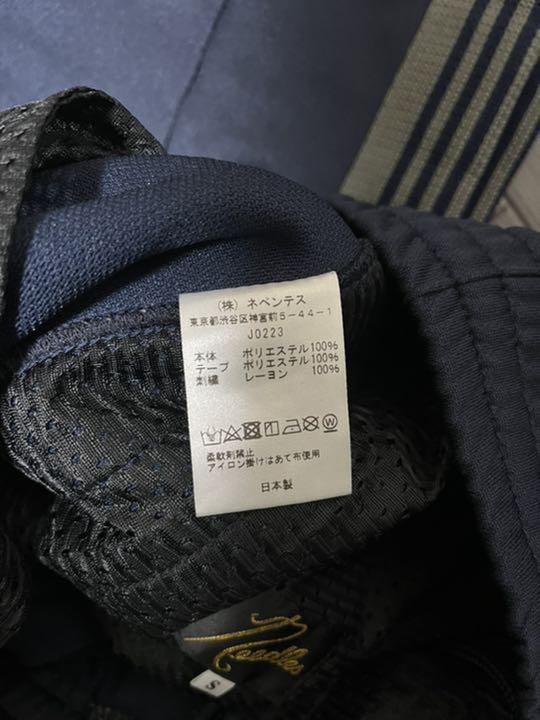 (株) ネペンテス
東京都渋谷区神宮前5-44-1
J0223
本体 ポリエステル100%
テープ ポリエステル100%
刺繍 レーヨン 100%
柔軟剤禁止
アイロン掛けはあて布使用
日本製
Needles
S